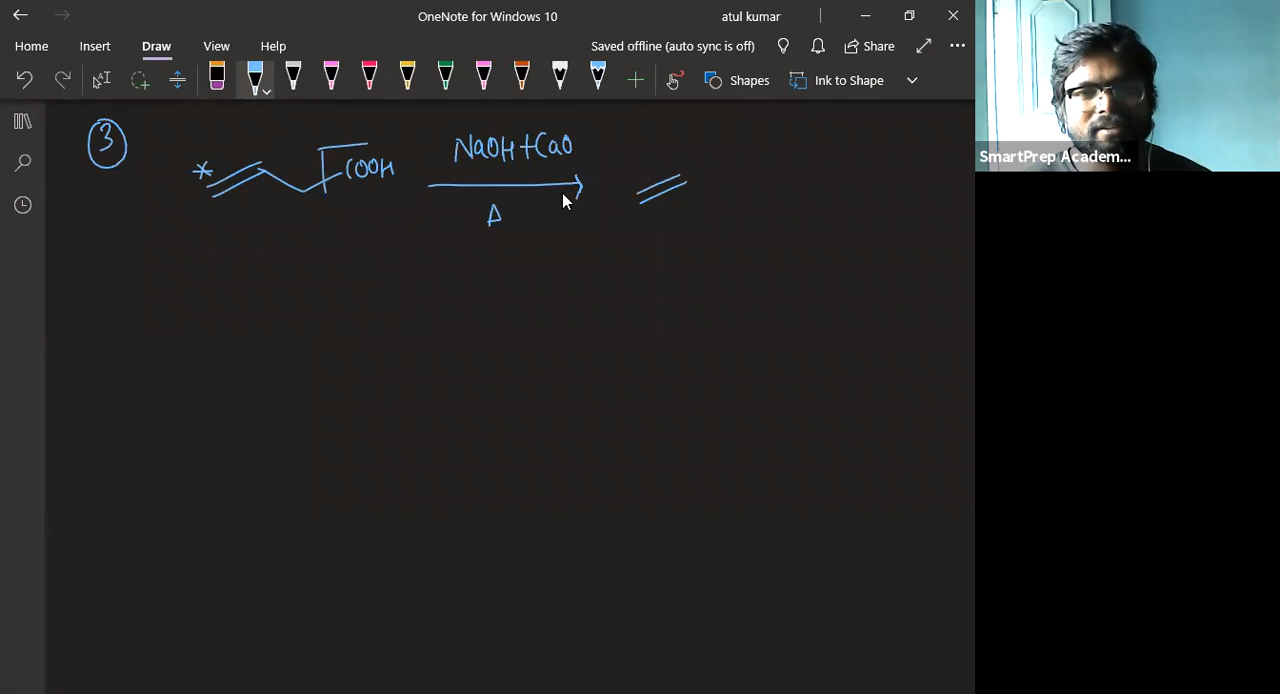 OneNote for Windows 10
atul kumar
Home Insert Draw View Help
Saved offline (auto sync is off)
Share
Shapes
Ink to Shape
SmartPrep Academ...
3
* COOH
NaOH+CaO
Δ